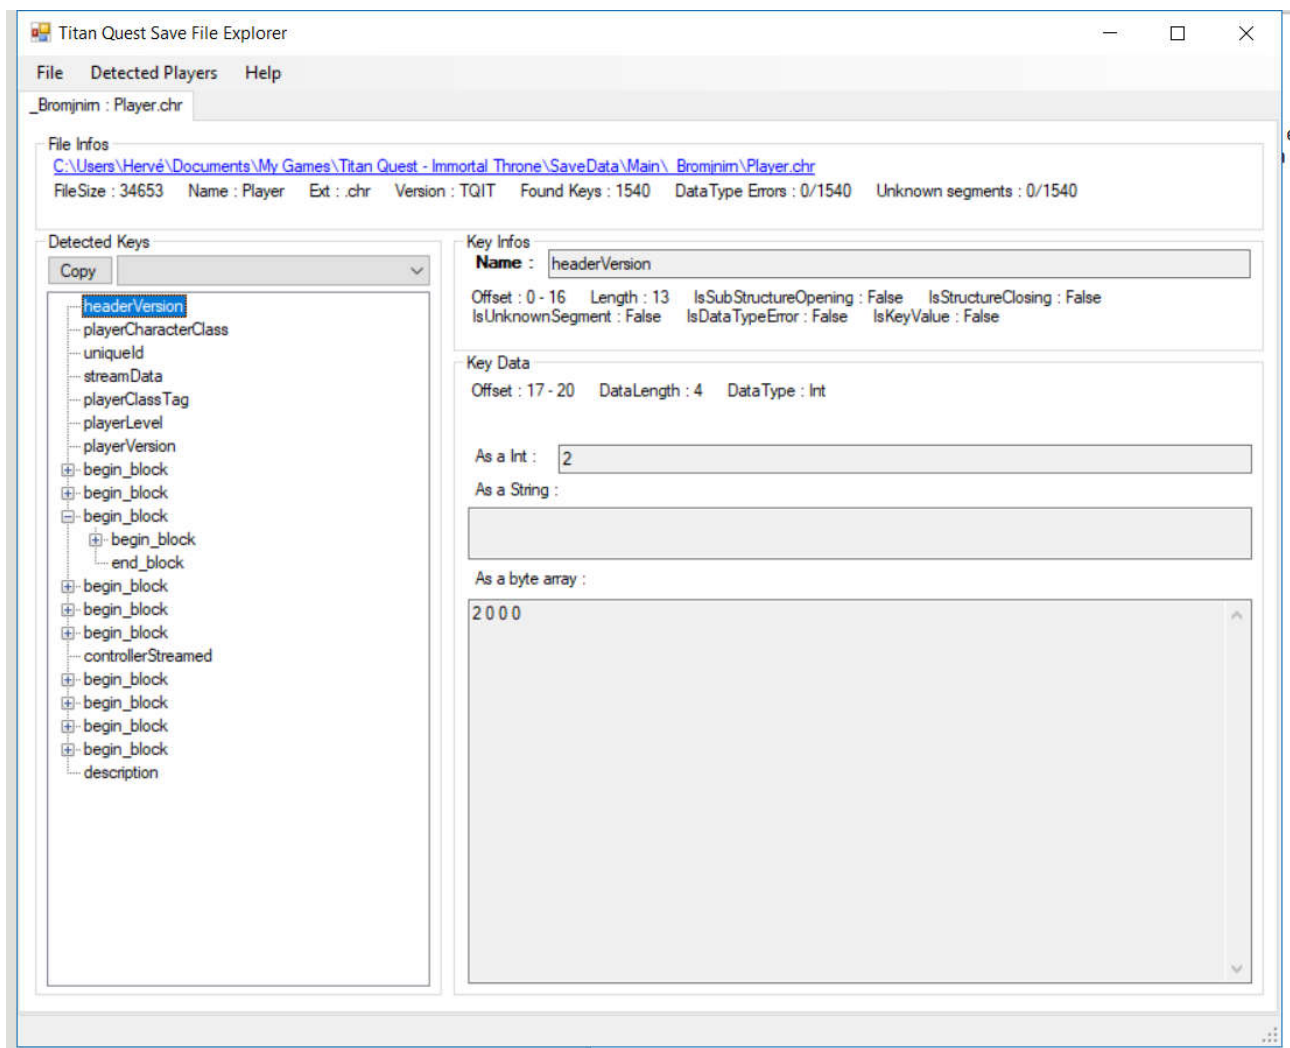 Titan Quest Save File Explorer
File Detected Players Help
_Bromjnirn : Player.chr
File Infos
C:\Users\Hervé\Documents\My Games\Titan Quest - Immortal Throne\SaveData\Main\_Bromjnirn\Player.chr
FileSize : 34653 Name : Player Ext : .chr Version : TQIT Found Keys : 1540 DataType Errors : 0/1540 Unknown segments : 0/1540
Detected Keys
Copy
headerVersion
playerCharacterClass
uniqueId
streamData
playerClassTag
playerLevel
playerVersion
begin_block
begin_block
begin_block
begin_block
end_block
begin_block
begin_block
begin_block
controllerStreamed
begin_block
begin_block
begin_block
begin_block
description
Key Infos
Name : headerVersion
Offset : 0 - 16 Length : 13 IsSubStructureOpening : False IsStructureClosing : False
IsUnknownSegment : False IsDataTypeError : False IsKeyValue : False
Key Data
Offset : 17 - 20 DataLength : 4 DataType : Int
As a Int : 2
As a String :
As a byte array :
2 0 0 0